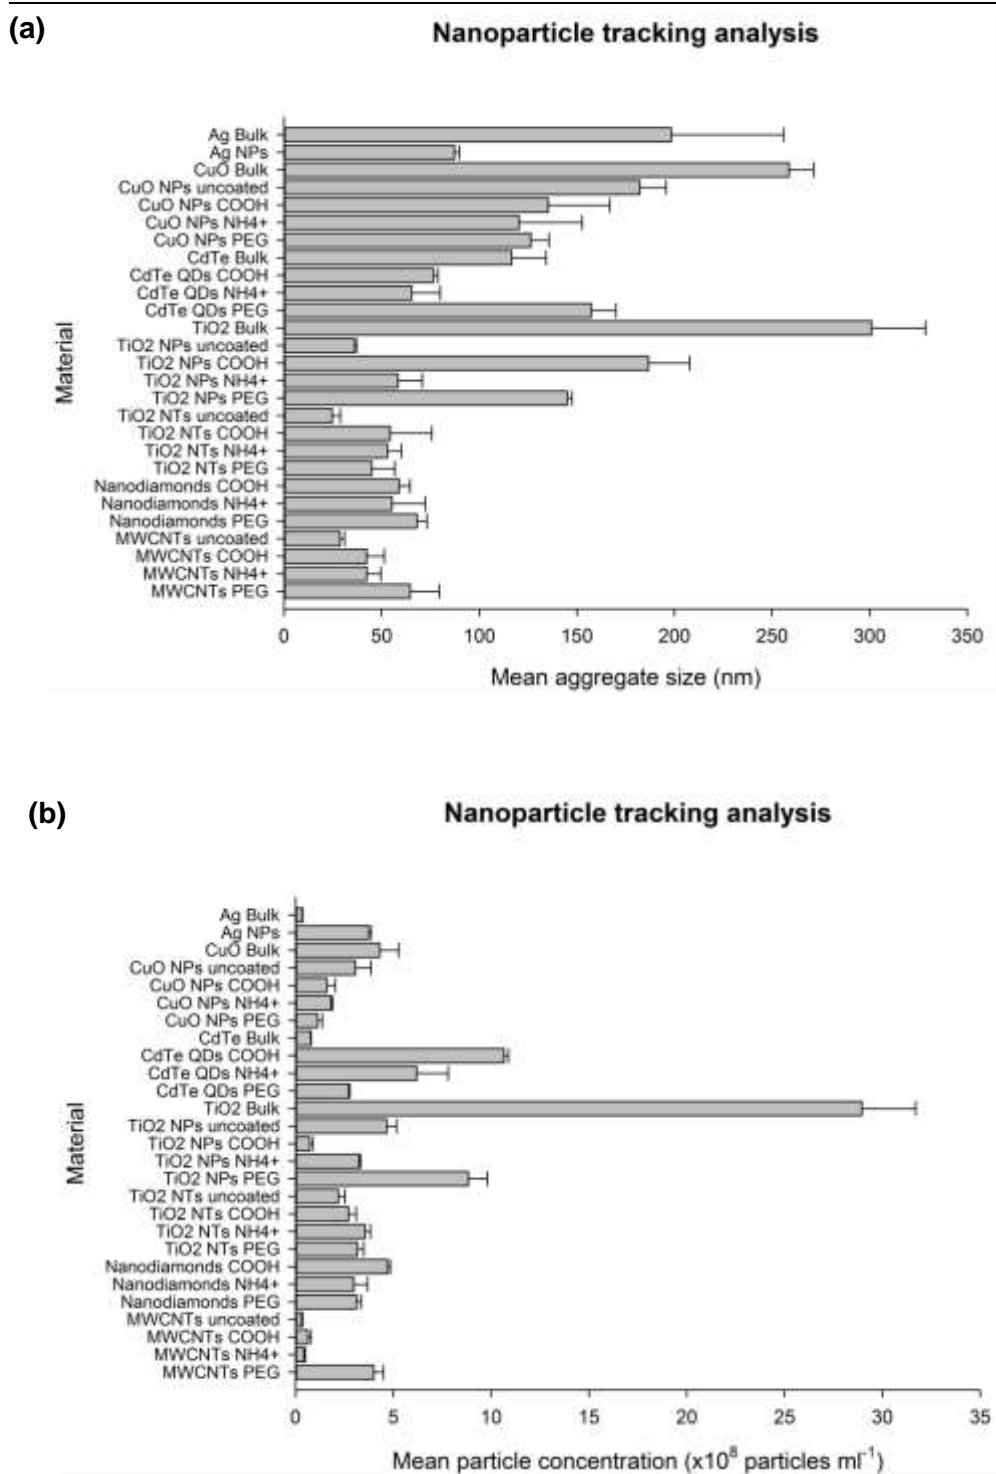 (a)
Nanoparticle tracking analysis
Ag Bulk
Ag NPs
CuO Bulk
CuO NPs uncoated
CuO NPs COOH
CuO NPs NH4+
CuO NPs PEG
CdTe Bulk
CdTe QDs COOH
CdTe QDs NH4+
CdTe QDs PEG
TiO2 Bulk
TiO2 NPs uncoated
TiO2 NPs COOH
TiO2 NPs NH4+
TiO2 NPs PEG
TiO2 NTs uncoated
TiO2 NTs COOH
TiO2 NTs NH4+
TiO2 NTs PEG
Nanodiamonds COOH
Nanodiamonds NH4+
Nanodiamonds PEG
MWCNTs uncoated
MWCNTs COOH
MWCNTs NH4+
MWCNTs PEG
Material
0 50 100 150 200 250 300 350
Mean aggregate size (nm)
(b)
Nanoparticle tracking analysis
Ag Bulk
Ag NPs
CuO Bulk
CuO NPs uncoated
CuO NPs COOH
CuO NPs NH4+
CuO NPs PEG
CdTe Bulk
CdTe QDs COOH
CdTe QDs NH4+
CdTe QDs PEG
TiO2 Bulk
TiO2 NPs uncoated
TiO2 NPs COOH
TiO2 NPs NH4+
TiO2 NPs PEG
TiO2 NTs uncoated
TiO2 NTs COOH
TiO2 NTs NH4+
TiO2 NTs PEG
Nanodiamonds COOH
Nanodiamonds NH4+
Nanodiamonds PEG
MWCNTs uncoated
MWCNTs COOH
MWCNTs NH4+
MWCNTs PEG
Material
0 5 10 15 20 25 30 35
Mean particle concentration (x10⁸ particles ml⁻¹)